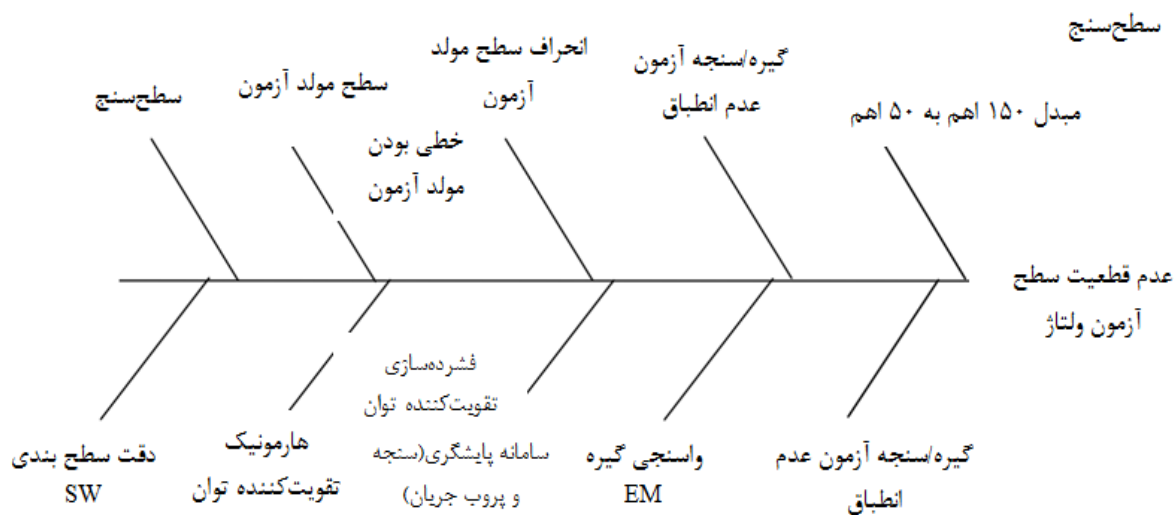 سطح‌سنج
گیره/سنجه آزمون
عدم انطباق
انحراف سطح مولد
آزمون
سطح مولد آزمون
سطح‌سنج
مبدل ۱۵۰ اهم به ۵۰ اهم
خطی بودن
مولد آزمون
عدم قطعیت سطح
آزمون ولتاژ
فشرده‌سازی
تقویت‌کننده توان
سامانه پایشگری(سنجه
و پروب جریان)
گیره/سنجه آزمون عدم
انطباق
واسنجی گیره
EM
هارمونیک
تقویت‌کننده توان
دقت سطح بندی
SW